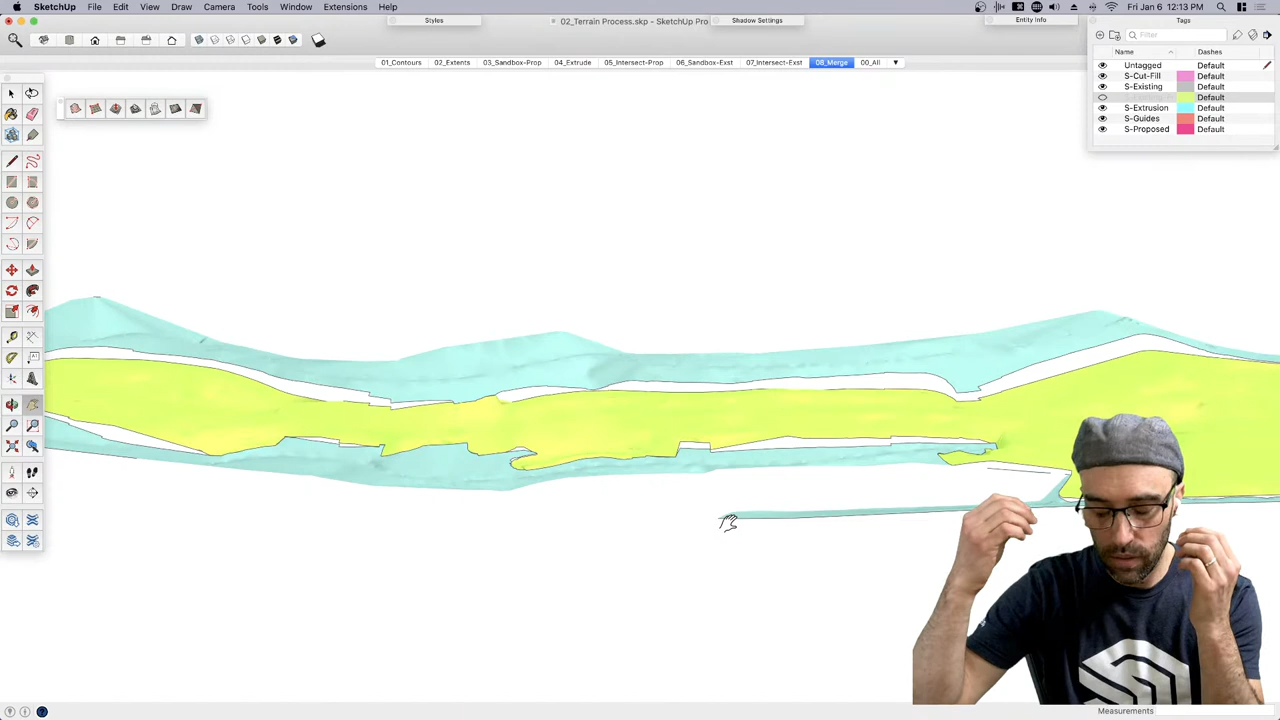 SketchUp File Edit View Draw Camera Tools Window Extensions Help Fri Jan 6 12:13 PM
Styles
02_Terrain Process.skp - SketchUp Pro
Shadow Settings
Entity Info
Tags
Filter
Name Dashes
Untagged Default
S-Cut-Fill Default
S-Existing Default
Default
S-Extrusion Default
S-Guides Default
S-Proposed Default
01_Contours 02_Extents 03_Sandbox-Prop 04_Extrude 05_Intersect-Prop 06_Sandbox-Exst 07_Intersect-Exst 08_Merge 00_All
Measurements